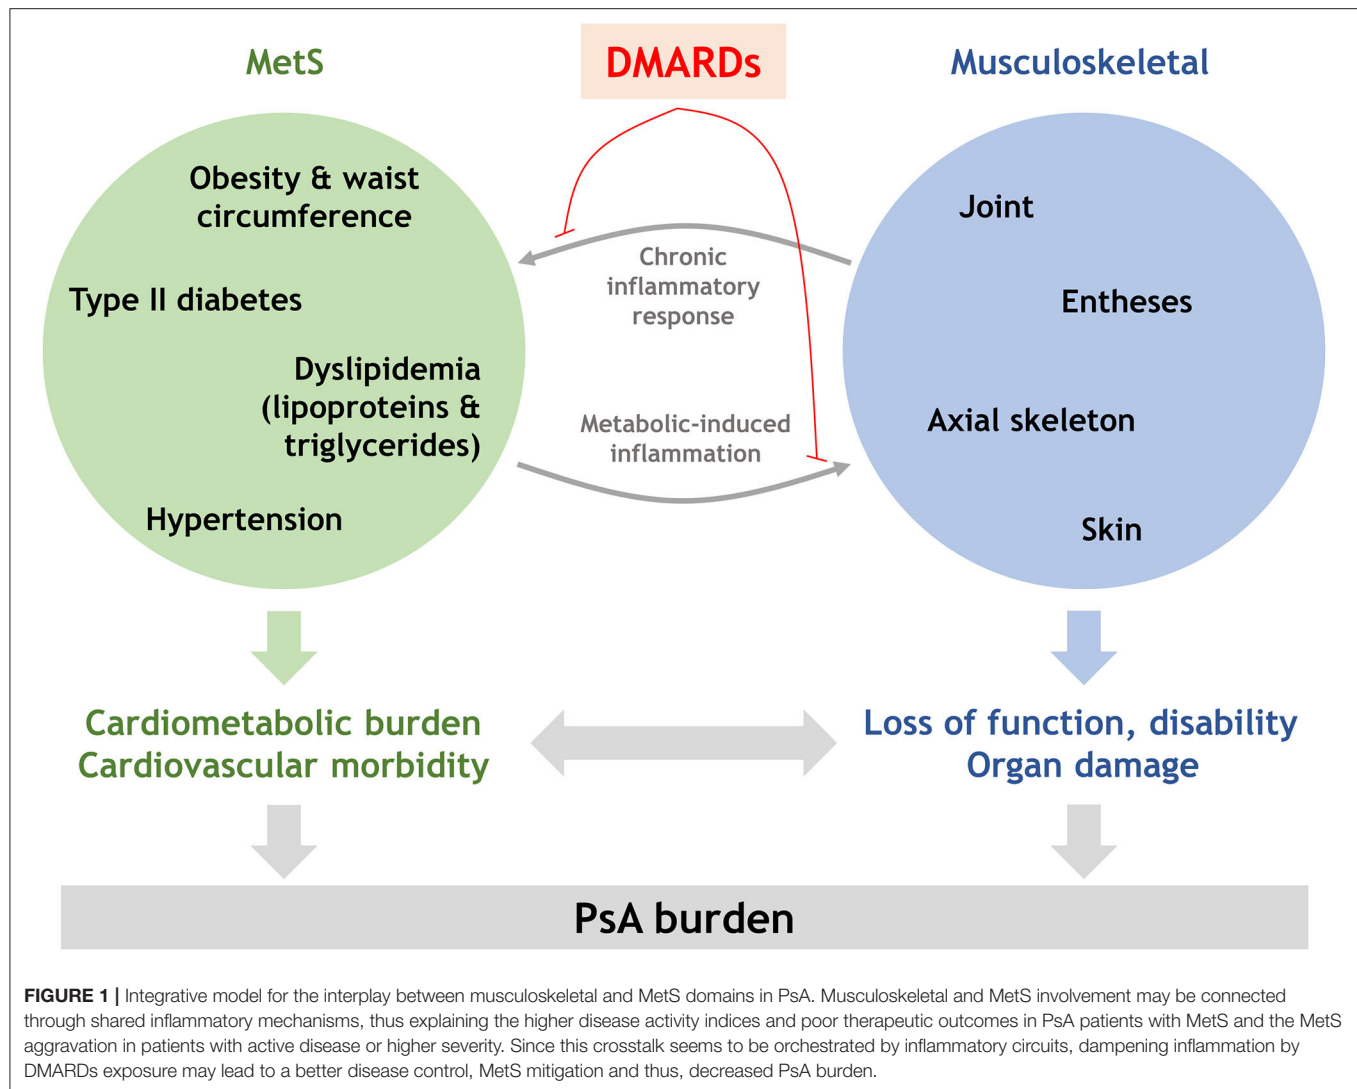 MetS
DMARDs
Musculoskeletal
Obesity & waist
circumference
Type II diabetes
Dyslipidemia
(lipoproteins &
triglycerides)
Hypertension
Chronic
inflammatory
response
Metabolic-induced
inflammation
Joint
Entheses
Axial skeleton
Skin
Cardiometabolic burden
Cardiovascular morbidity
Loss of function, disability
Organ damage
PsA burden
FIGURE 1 | Integrative model for the interplay between musculoskeletal and MetS domains in PsA. Musculoskeletal and MetS involvement may be connected
through shared inflammatory mechanisms, thus explaining the higher disease activity indices and poor therapeutic outcomes in PsA patients with MetS and the MetS
aggravation in patients with active disease or higher severity. Since this crosstalk seems to be orchestrated by inflammatory circuits, dampening inflammation by
DMARDs exposure may lead to a better disease control, MetS mitigation and thus, decreased PsA burden.